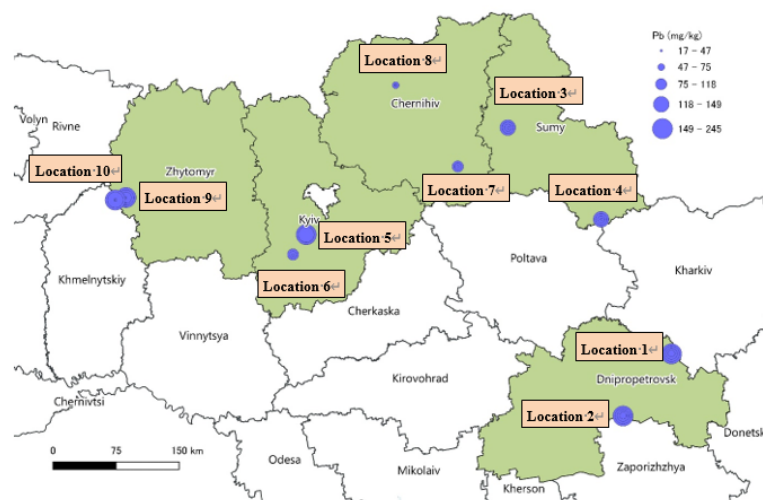 Pb (mg/kg)
17 – 47
47 – 75
75 – 118
118 – 149
149 – 245
Location·8↵
Chernihiv
Location·3↵
Sumy
Volyn
Rivne
Zhytomyr
Location·10↵
Location·9↵
Location·7↵
Location·4↵
Kyiv
Location·5↵
Poltava
Kharkiv
Khmelnytskiy
Location·6↵
Cherkaska
Vinnytsya
Location·1↵
Kirovohrad
Dnipropetrovsk
Chernivtsi
Location·2↵
Donetsk
0 75 150 km
Odesa
Mikolaiv
Zaporizhzhya
Kherson